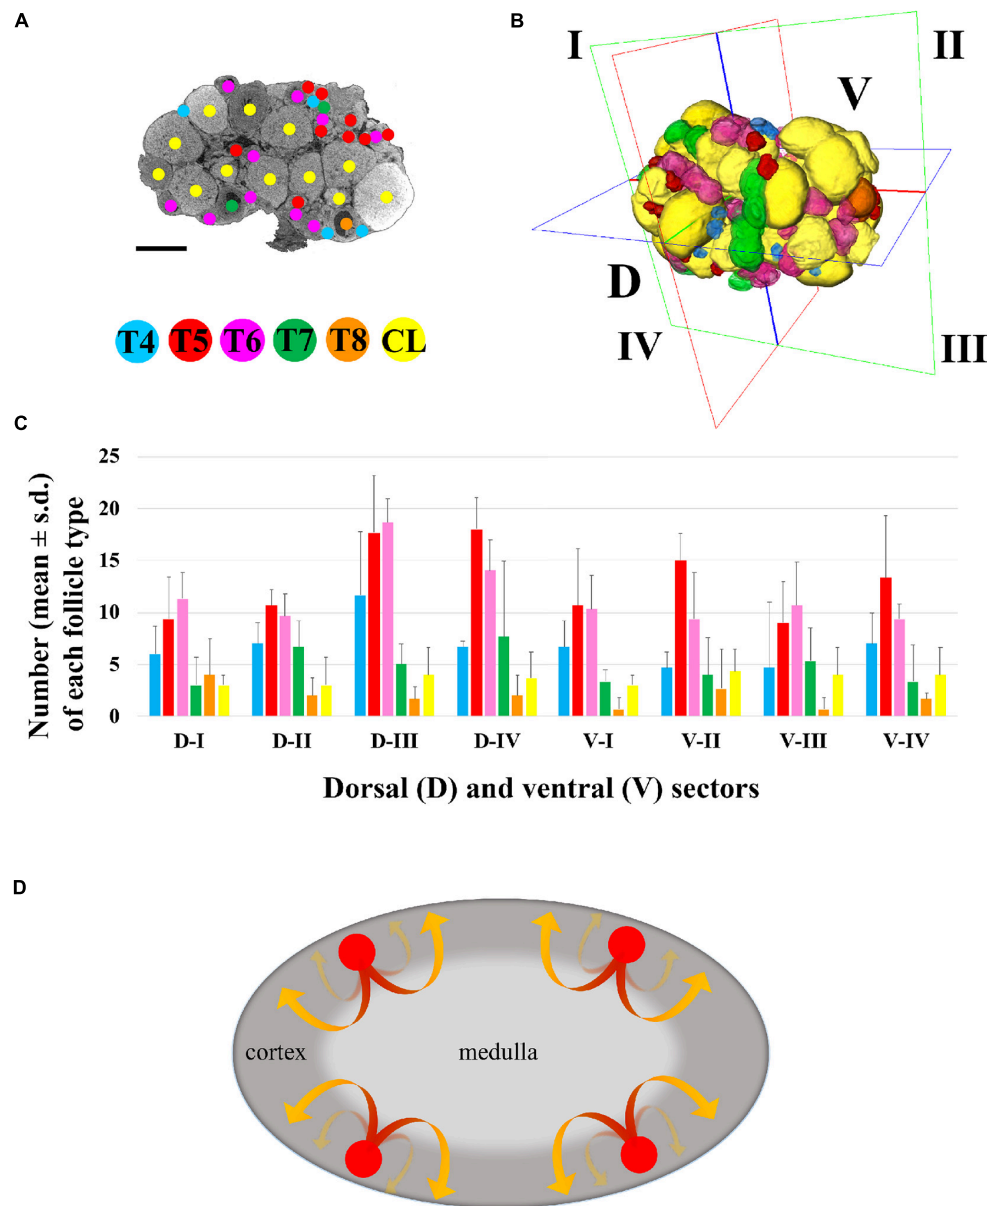 A
T4 T5 T6 T7 T8 CL
B
I
II
V
D
IV
III
C
Number (mean ± s.d.)
of each follicle type
25
20
15
10
5
0
D-I D-II D-III D-IV V-I V-II V-III V-IV
Dorsal (D) and ventral (V) sectors
D
cortex
medulla